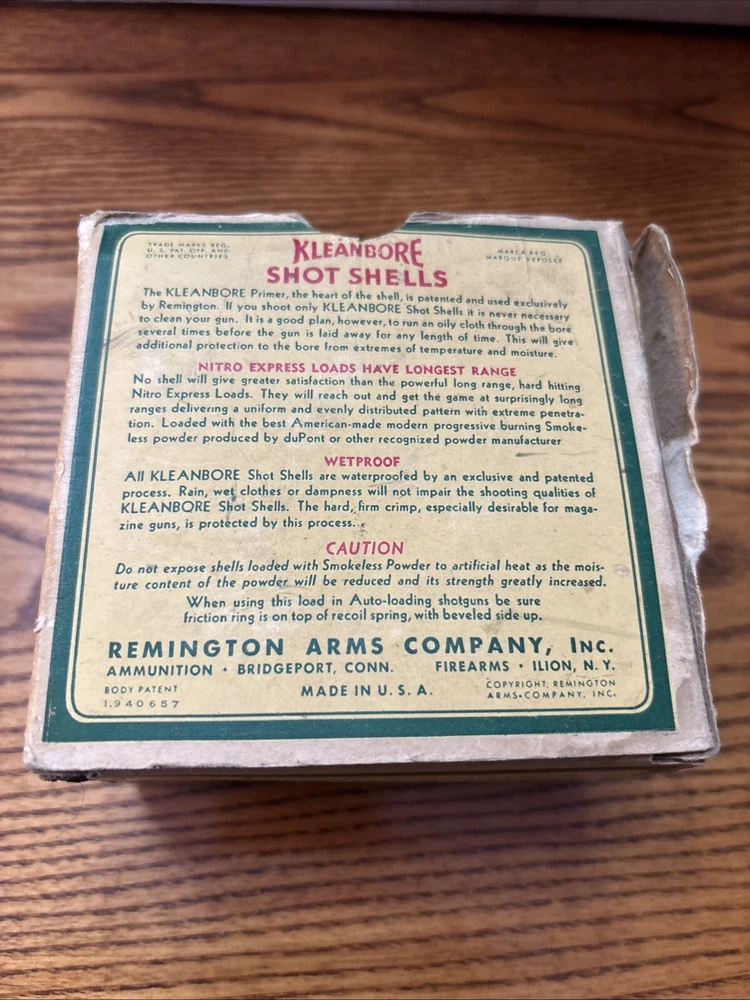 TRADE MARKS REG.
U. S. PAT. OFF. AND
OTHER COUNTRIES
KLEANBORE
MARCA REG.
MARQUE DEPOSEE
SHOT SHELLS
The KLEANBORE Primer, the heart of the shell, is patented and used exclusively
by Remington. If you shoot only KLEANBORE Shot Shells it is never necessary
to clean your gun. It is a good plan, however, to run an oily cloth through the bore
several times before the gun is laid away for any length of time. This will give
additional protection to the bore from extremes of temperature and moisture.
NITRO EXPRESS LOADS HAVE LONGEST RANGE
No shell will give greater satisfaction than the powerful long range, hard hitting
Nitro Express Loads. They will reach out and get the game at surprisingly long
ranges delivering a uniform and evenly distributed pattern with extreme penetra-
tion. Loaded with the best American-made modern progressive burning Smoke-
less powder produced by duPont or other recognized powder manufacturer
WETPROOF
All KLEANBORE Shot Shells are waterproofed by an exclusive and patented
process. Rain, wet clothes or dampness will not impair the shooting qualities of
KLEANBORE Shot Shells. The hard, firm crimp, especially desirable for maga-
zine guns, is protected by this process.
CAUTION
Do not expose shells loaded with Smokeless Powder to artificial heat as the mois-
ture content of the powder will be reduced and its strength greatly increased.
When using this load in Auto-loading shotguns be sure
friction ring is on top of recoil spring, with beveled side up.
REMINGTON ARMS COMPANY, INC.
AMMUNITION • BRIDGEPORT, CONN. FIREARMS • ILION, N. Y.
BODY PATENT
1.940657
MADE IN U. S. A.
COPYRIGHT, REMINGTON
ARMS COMPANY, INC.